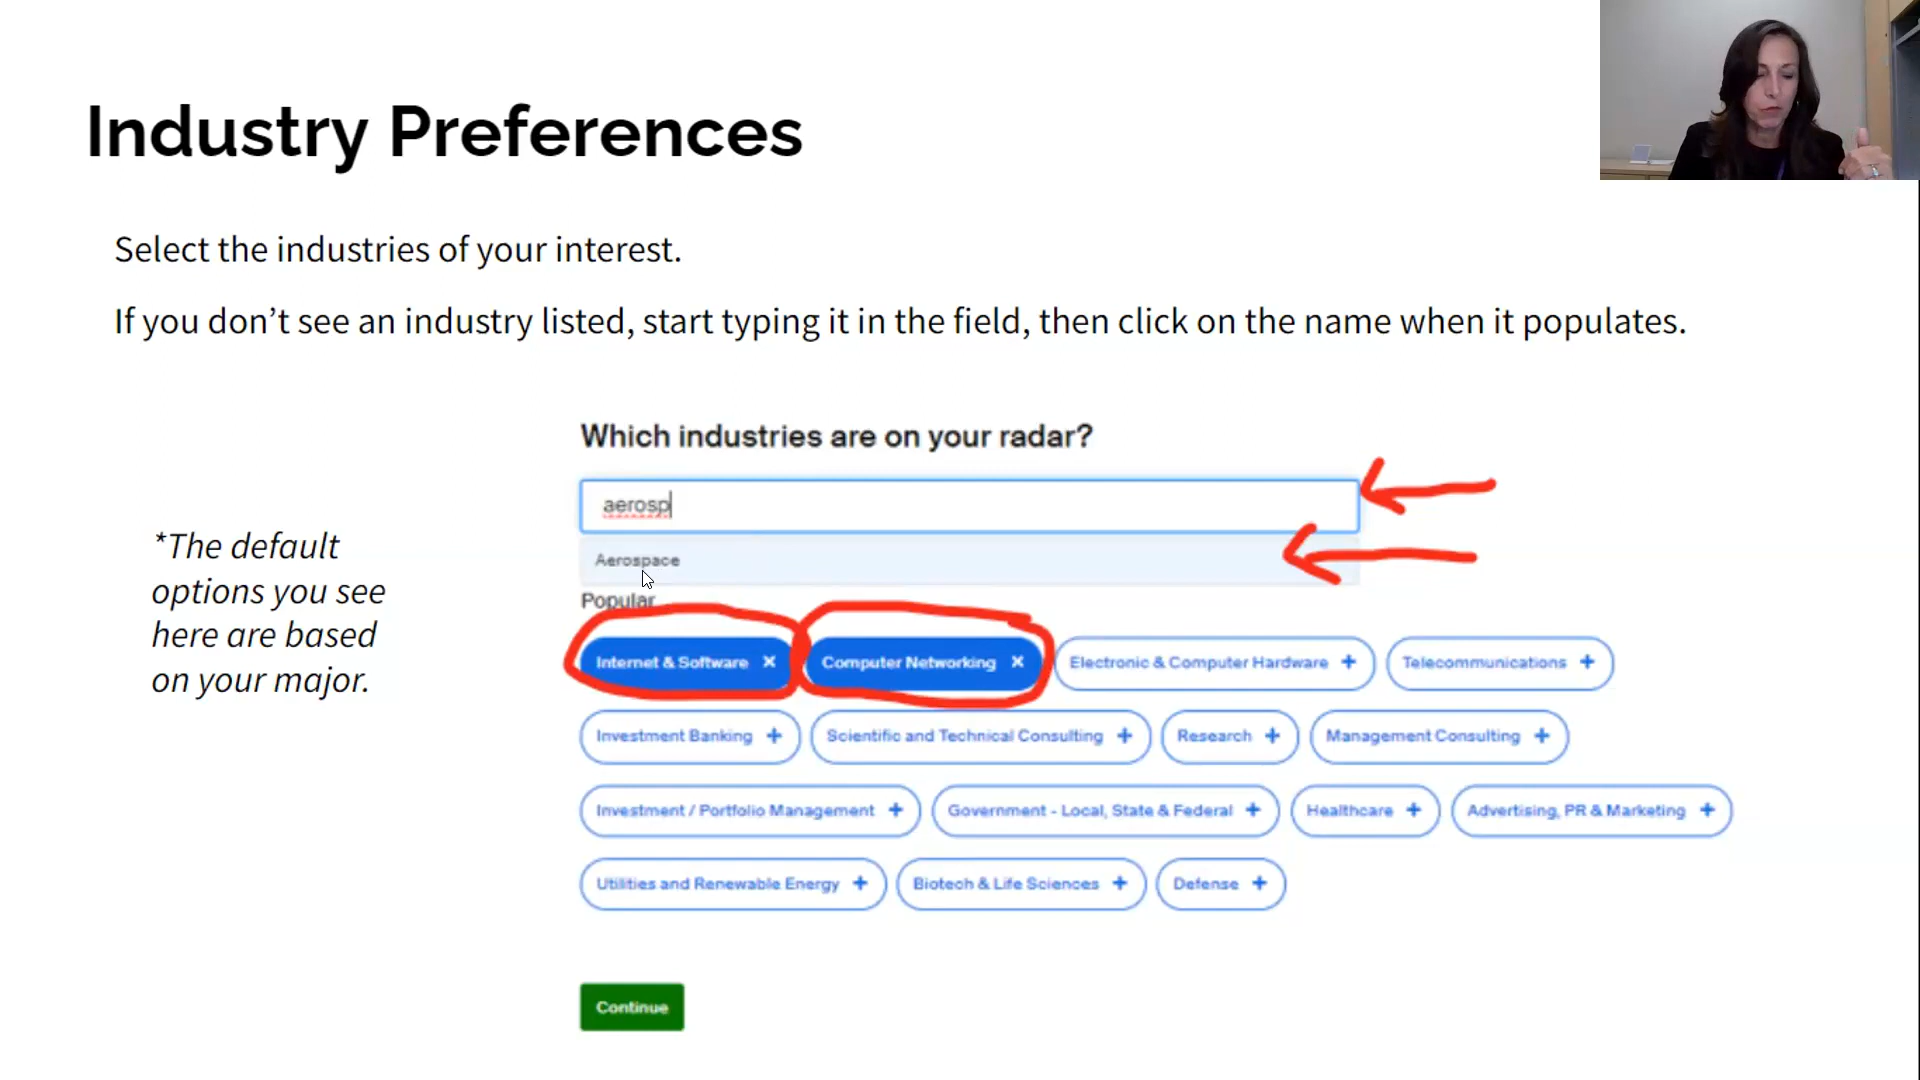 Industry Preferences
Select the industries of your interest.
If you don’t see an industry listed, start typing it in the field, then click on the name when it populates.
*The default
options you see
here are based
on your major.
Which industries are on your radar?
aerosp
Aerospace
Popular
Internet & Software × Computer Networking × Electronic & Computer Hardware + Telecommunications +
Investment Banking + Scientific and Technical Consulting + Research + Management Consulting +
Investment / Portfolio Management + Government - Local, State & Federal + Healthcare + Advertising, PR & Marketing +
Utilities and Renewable Energy + Biotech & Life Sciences + Defense +
Continue